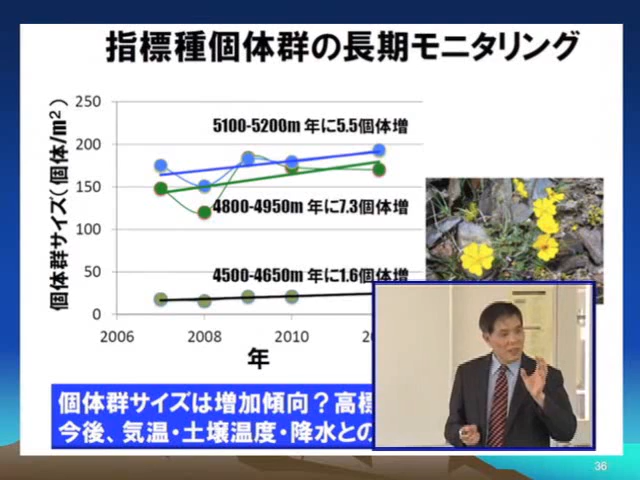 指標種個体群の長期モニタリング
個体群サイズ（個体/m²）
250
200
150
100
50
0
5100-5200m 年に5.5個体増
4800-4950m 年に7.3個体増
4500-4650m 年に1.6個体増
2006
2008
2010
年
個体群サイズは増加傾向？高標
今後、気温・土壌温度・降水との
36